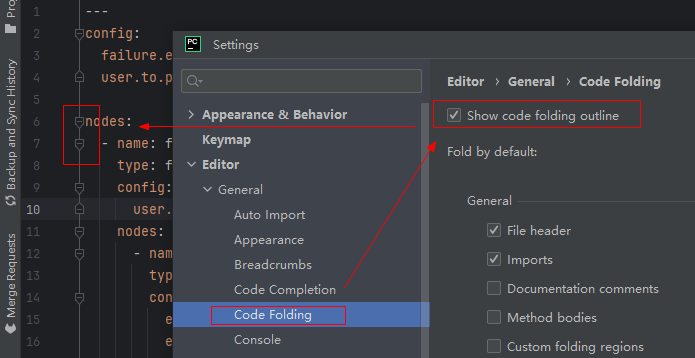 Proj
Backup and Sync History
Merge Requests
1 ---
2 config:
3 failure.e
4 user.to.p
5
6 nodes:
7 - name: f
8 type: f
9 config:
10 user.
11 nodes:
12 - nam
13 typ
14 con
15 e
16 e
PC
Settings
Appearance & Behavior
Keymap
Editor
General
Auto Import
Appearance
Breadcrumbs
Code Completion
Code Folding
Console
Editor › General › Code Folding
Show code folding outline
Fold by default:
General
File header
Imports
Documentation comments
Method bodies
Custom folding regions